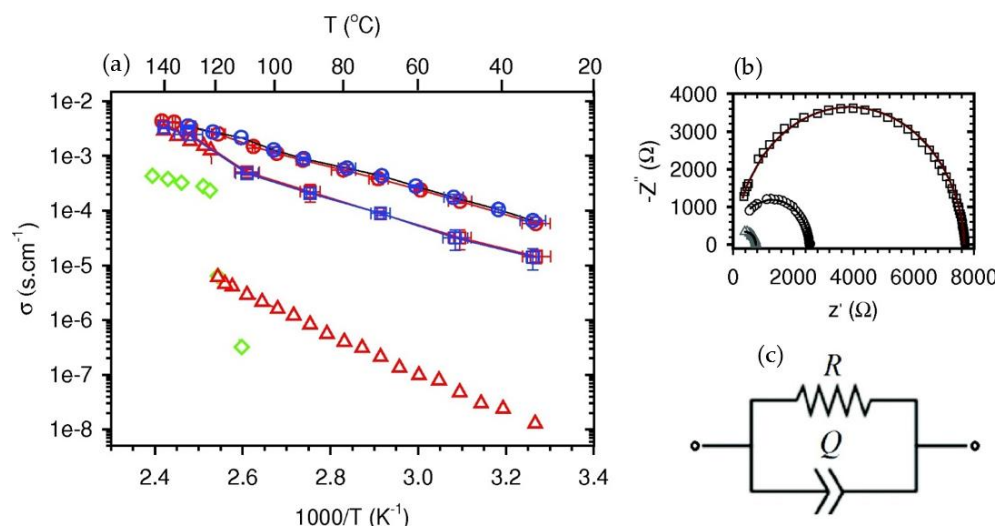 T (°C)
(a)
140 120 100 80 60 40 20
1e-2
1e-3
1e-4
1e-5
1e-6
1e-7
1e-8
σ (s.cm⁻¹)
2.4 2.6 2.8 3.0 3.2 3.4
1000/T (K⁻¹)
(b)
4000
3000
2000
1000
0
-Z" (Ω)
0 2000 4000 6000 8000
z' (Ω)
(c)
R
Q